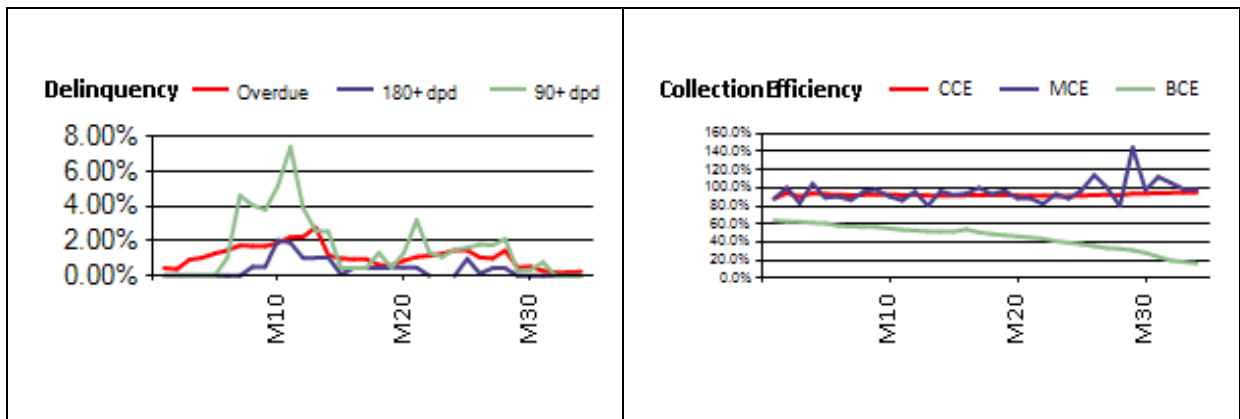 Delinquency Overdue 180+ dpd 90+ dpd
8.00%
6.00%
4.00%
2.00%
0.00%
M10
M20
M30
Collection Efficiency CCE MCE BCE
160.0%
140.0%
120.0%
100.0%
80.0%
60.0%
40.0%
20.0%
0.0%
M10
M20
M30